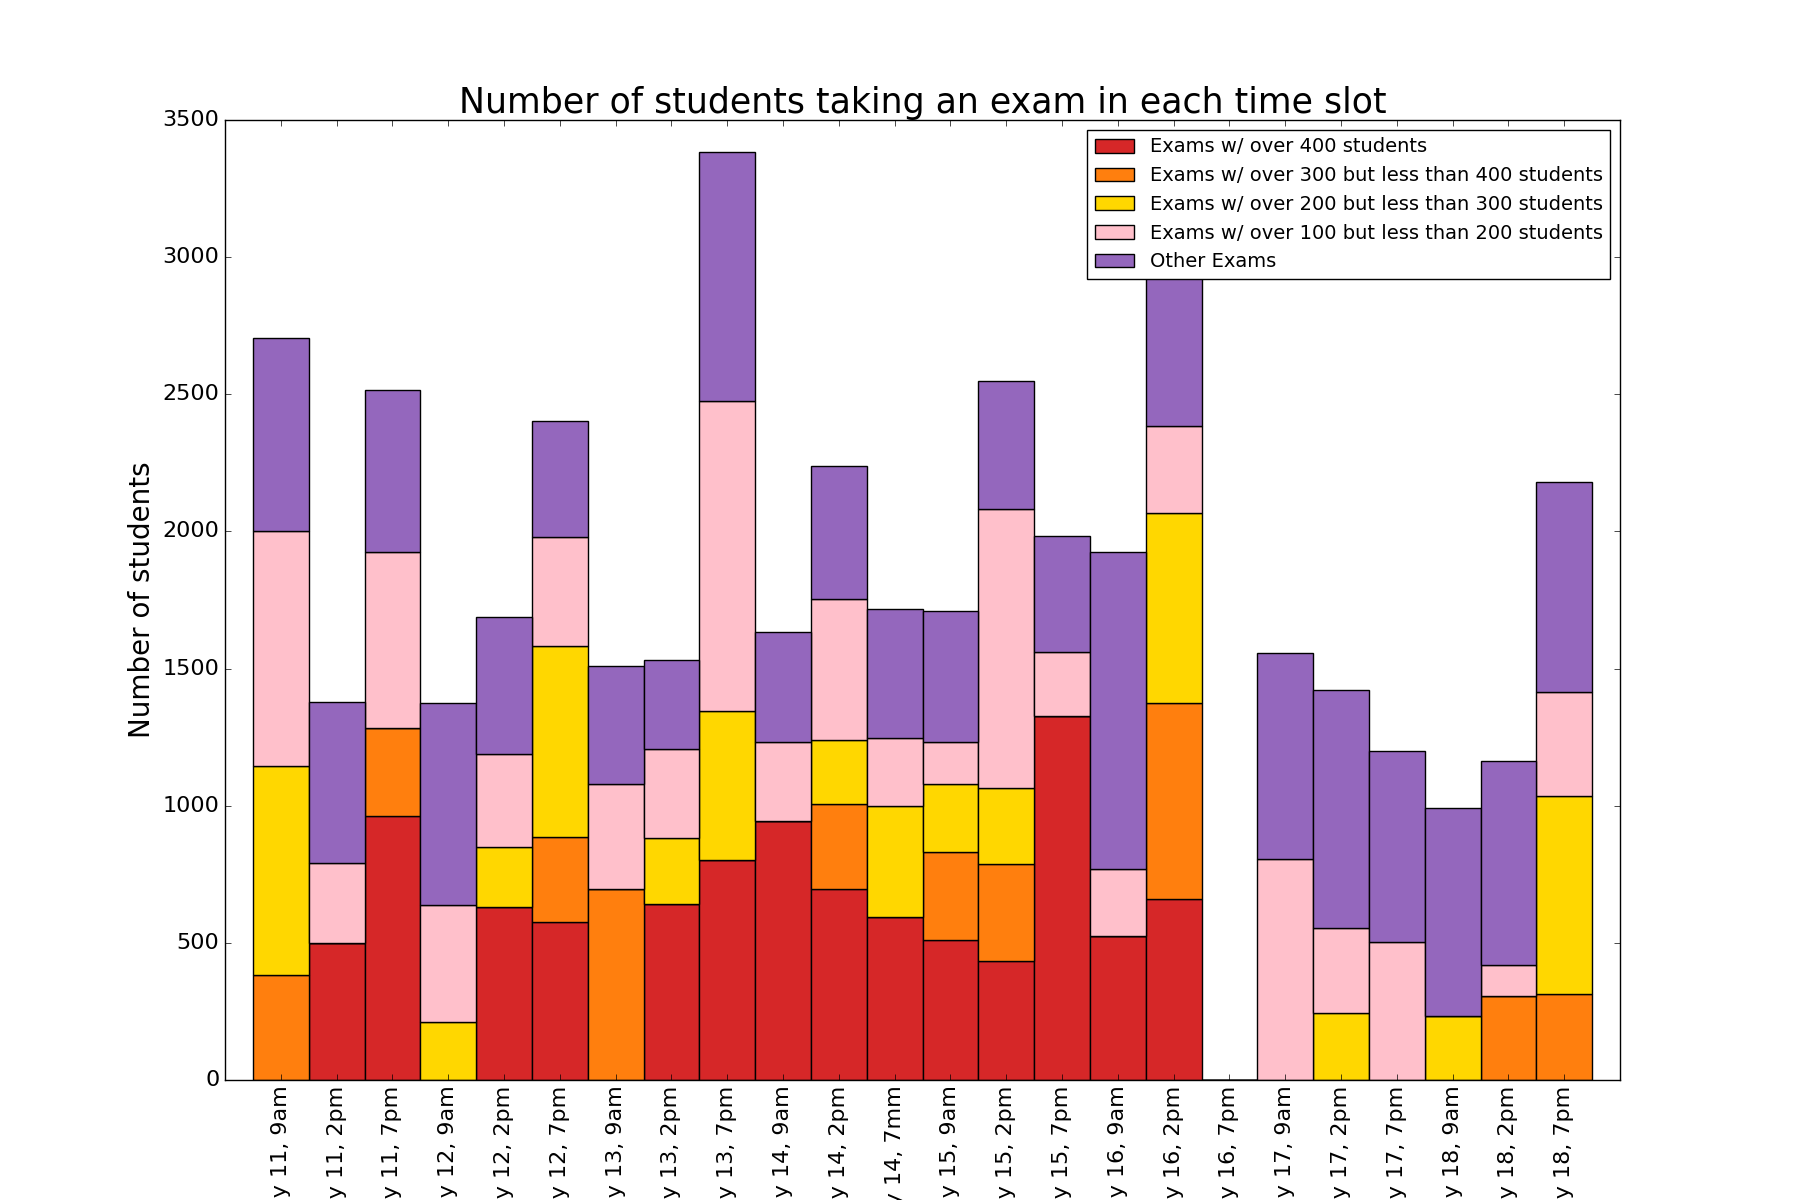 Number of students taking an exam in each time slot
Exams w/ over 400 students
Exams w/ over 300 but less than 400 students
Exams w/ over 200 but less than 300 students
Exams w/ over 100 but less than 200 students
Other Exams
Number of students
3500
3000
2500
2000
1500
1000
500
0
y 11, 9am
y 11, 2pm
y 11, 7pm
y 12, 9am
y 12, 2pm
y 12, 7pm
y 13, 9am
y 13, 2pm
y 13, 7pm
y 14, 9am
y 14, 2pm
y 14, 7mm
y 15, 9am
y 15, 2pm
y 15, 7pm
y 16, 9am
y 16, 2pm
y 16, 7pm
y 17, 9am
y 17, 2pm
y 17, 7pm
y 18, 9am
y 18, 2pm
y 18, 7pm